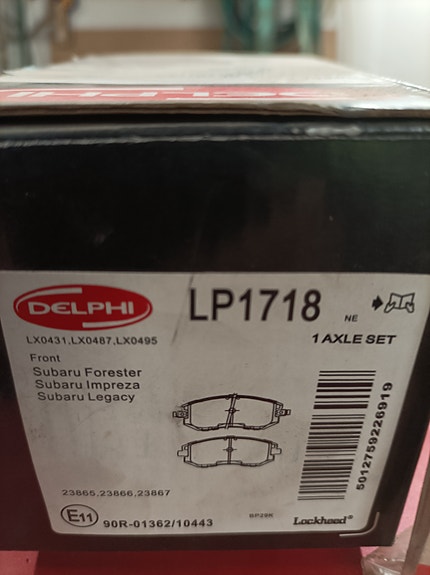 DELPHI
LP1718
NE
LX0431,LX0487,LX0495
1 AXLE SET
Front
Subaru Forester
Subaru Impreza
Subaru Legacy
5012759226919
23865,23866,23867
E11
90R-01362/10443
Lockheed®